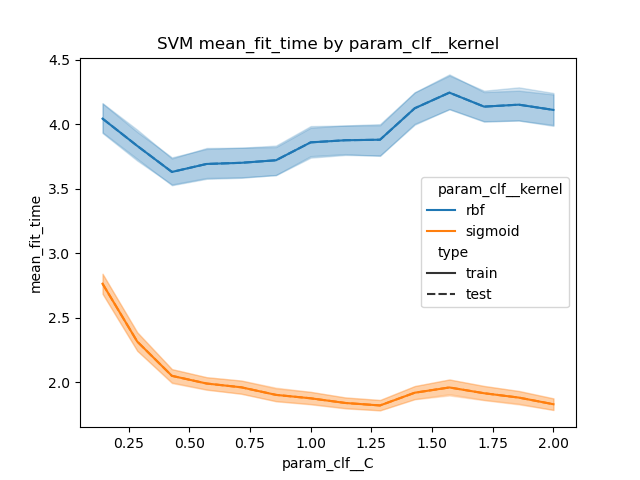 SVM mean_fit_time by param_clf__kernel
4.5
4.0
3.5
3.0
2.5
2.0
mean_fit_time
param_clf__kernel
rbf
sigmoid
type
train
test
0.25 0.50 0.75 1.00 1.25 1.50 1.75 2.00
param_clf__C